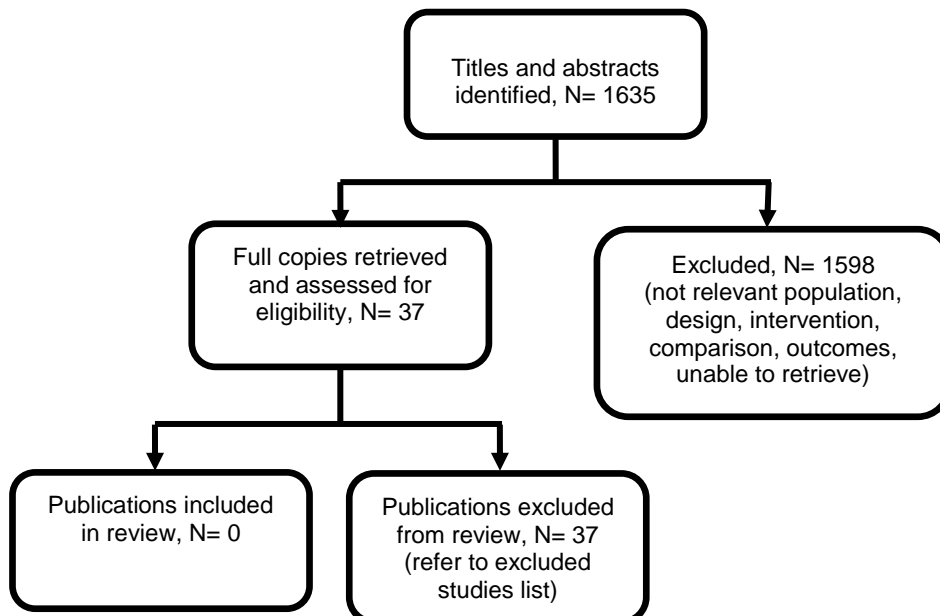 Titles and abstracts
identified, N= 1635
Full copies retrieved
and assessed for
eligibility, N= 37
Excluded, N= 1598
(not relevant population,
design, intervention,
comparison, outcomes,
unable to retrieve)
Publications included
in review, N= 0
Publications excluded
from review, N= 37
(refer to excluded
studies list)